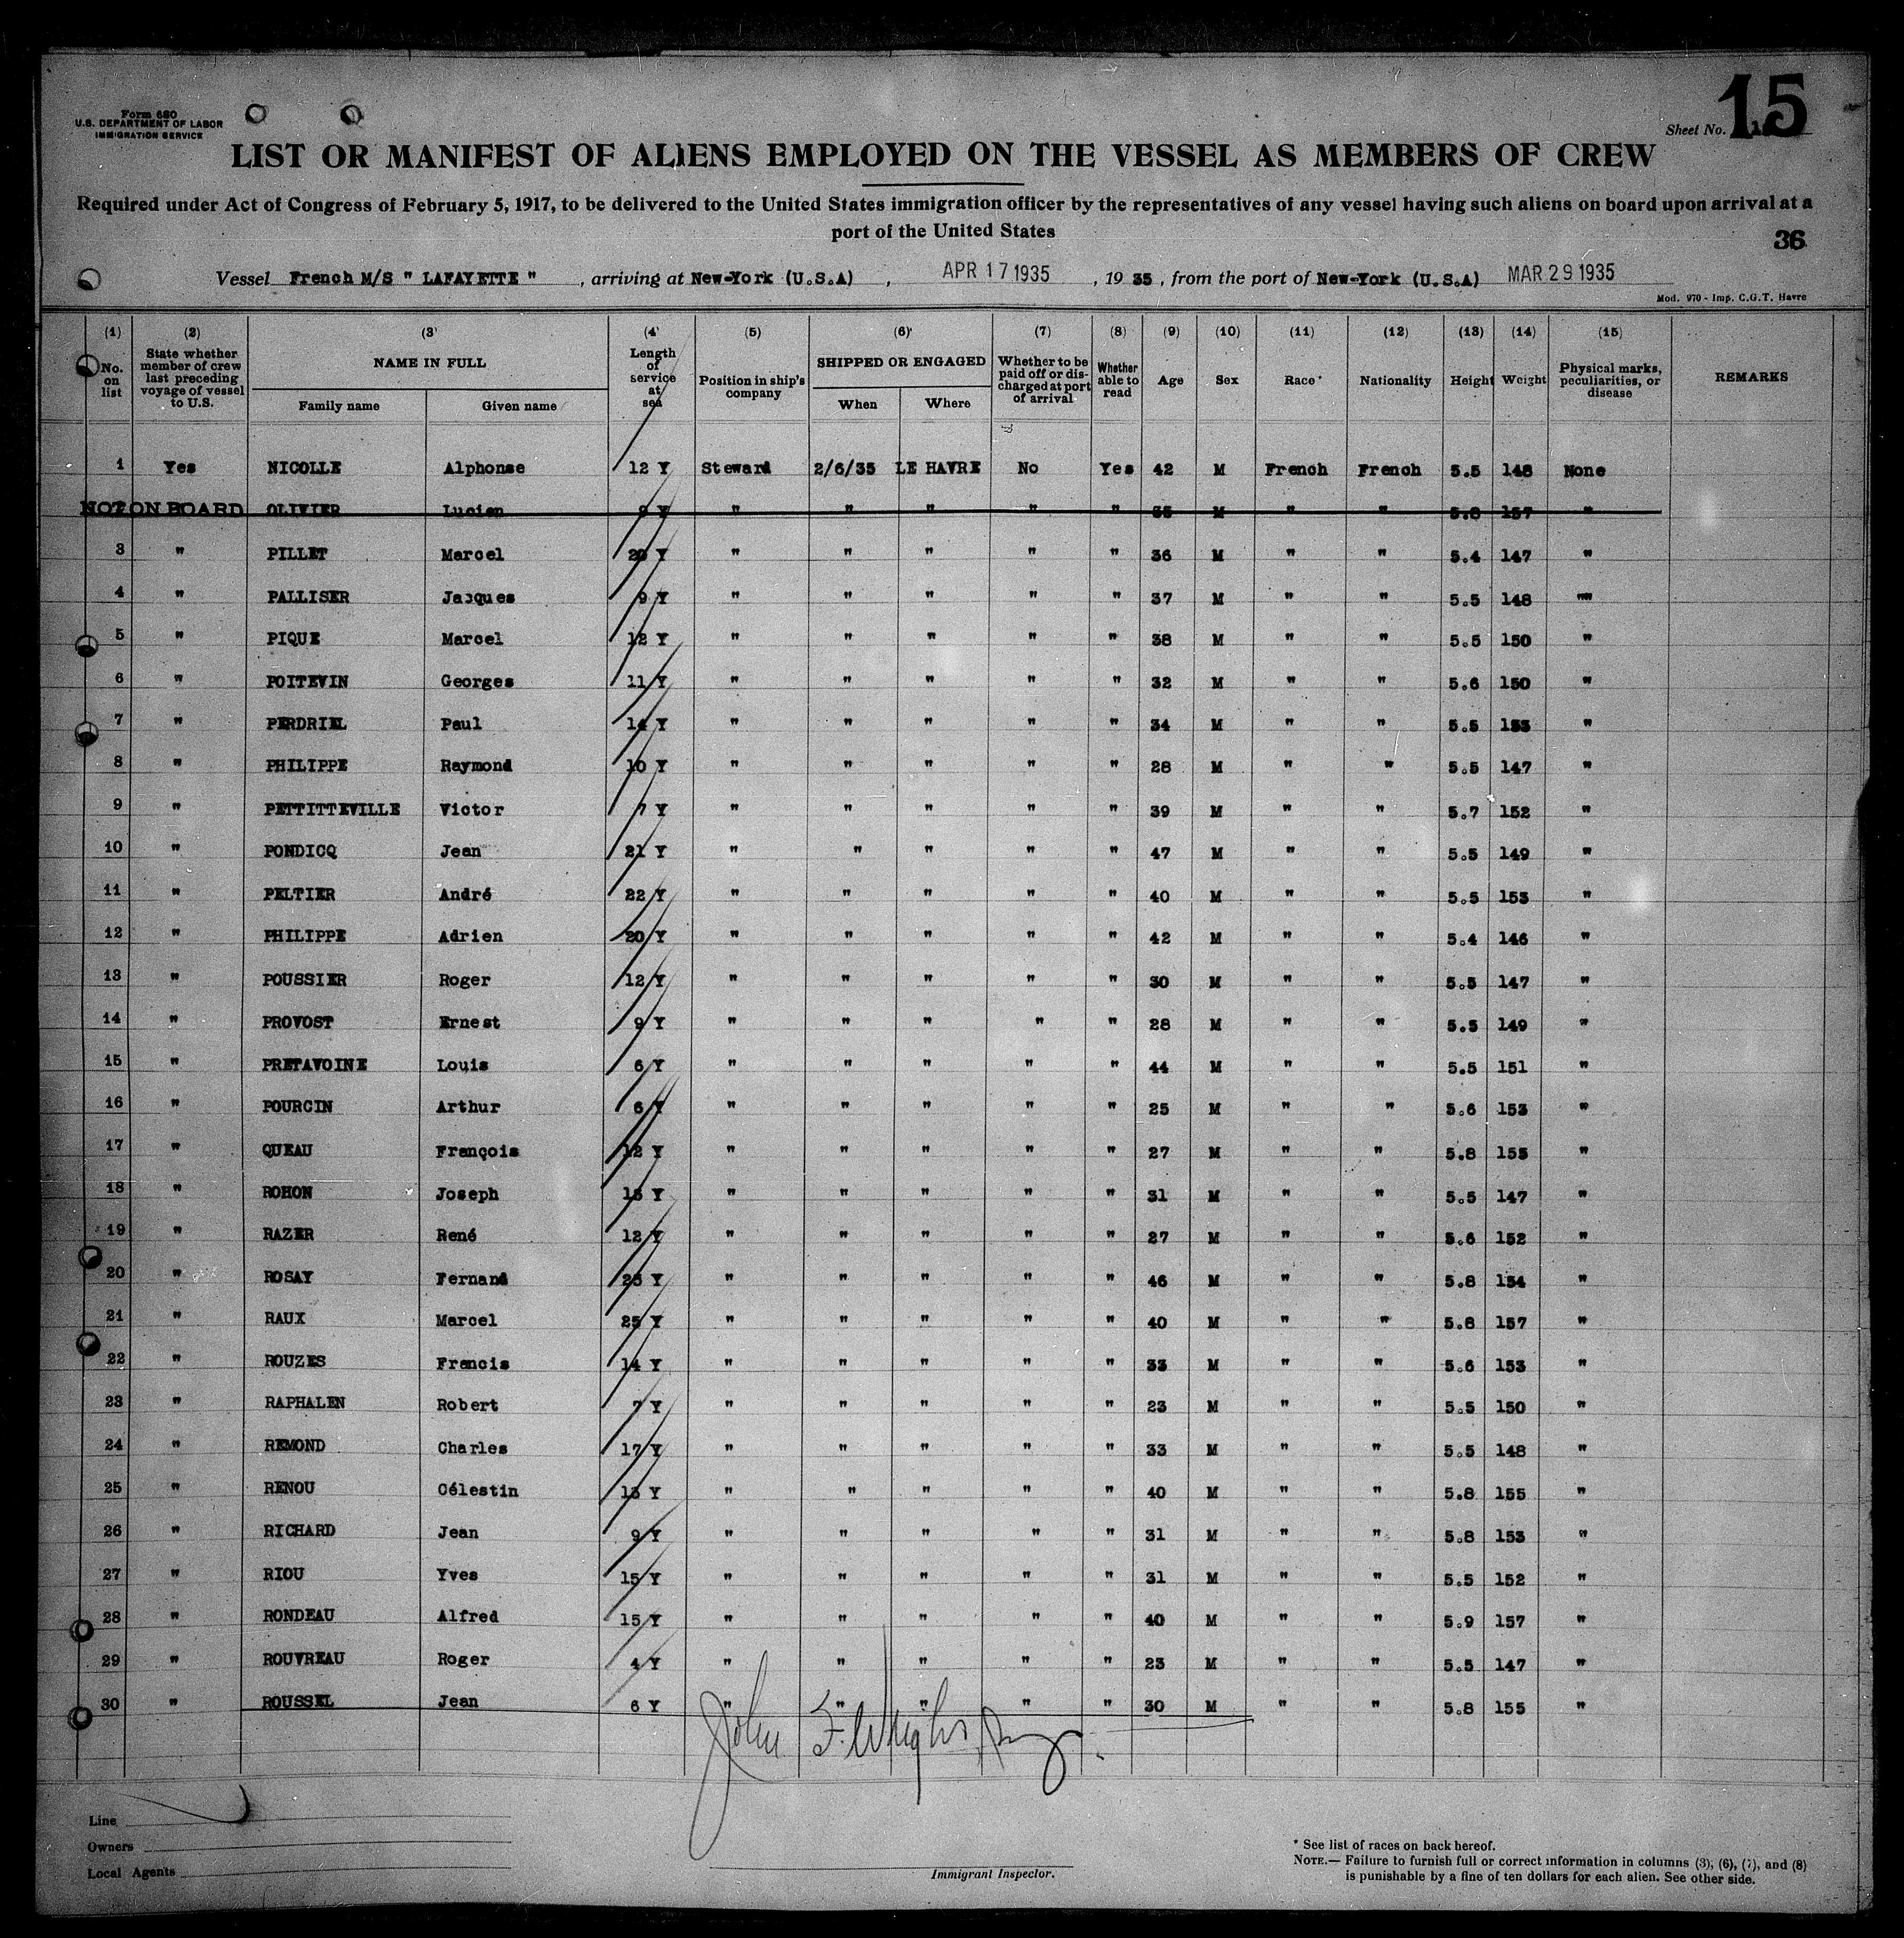 Form 680
U.S. DEPARTMENT OF LABOR
IMMIGRATION SERVICE
Sheet No. 15
LIST OR MANIFEST OF ALIENS EMPLOYED ON THE VESSEL AS MEMBERS OF CREW
Required under Act of Congress of February 5, 1917, to be delivered to the United States immigration officer by the representatives of any vessel having such aliens on board upon arrival at a
port of the United States
36
Vessel French M/S " LAFAYETTE " , arriving at New-York (U.S.A) , APR 17 1935 , 19 35 , from the port of New-York (U.S.A) MAR 29 1935
Mod. 970 - Imp. C.G.T. Havre
(1) (2) (3) (4) (5) (6) (7) (8) (9) (10) (11) (12) (13) (14) (15)
No. on list State whether member of crew last preceding voyage of vessel to U.S. NAME IN FULL Family name Given name Length of service at sea Position in ship's company SHIPPED OR ENGAGED When Where Whether to be paid off or discharged at port of arrival Whether able to read Age Sex Race* Nationality Height Weight Physical marks, peculiarities, or disease REMARKS
1 Yes NICOLLE Alphonse 12 Y Steward 2/6/35 LE HAVRE No Yes 42 M French French 5.5 148 None
2 NOT ON BOARD OLIVIER Lucien 9 Y " " " " " 35 M " " 5.8 157 "
3 " PILLET Marcel 20 Y " " " " " 36 M " " 5.4 147 "
4 " PALLISER Jacques 9 Y " " " " " 37 M " " 5.5 148 ""
5 " PIQUE Marcel 12 Y " " " " " 38 M " " 5.5 150 "
6 " POITEVIN Georges 11 Y " " " " " 32 M " " 5.6 150 "
7 " PERDRIEL Paul 14 Y " " " " " 34 M " " 5.5 153 "
8 " PHILIPPE Raymond 10 Y " " " " " 28 M " " 5.5 147 "
9 " PETTITTEVILLE Victor 7 Y " " " " " 39 M " " 5.7 152 "
10 " PONDICQ Jean 21 Y " " " " " 47 M " " 5.5 149 "
11 " PELTIER André 22 Y " " " " " 40 M " " 5.5 153 "
12 " PHILIPPE Adrien 20 Y " " " " " 42 M " " 5.4 146 "
13 " POUSSIER Roger 12 Y " " " " " 30 M " " 5.5 147 "
14 " PROVOST Ernest 9 Y " " " " " 28 M " " 5.5 149 "
15 " PRETAVOINE Louis 6 Y " " " " " 44 M " " 5.5 151 "
16 " POURCIN Arthur 6 Y " " " " " 25 M " " 5.6 153 "
17 " QUEAU François 12 Y " " " " " 27 M " " 5.8 155 "
18 " ROHON Joseph 15 Y " " " " " 31 M " " 5.5 147 "
19 " RAZER René 12 Y " " " " " 27 M " " 5.6 152 "
20 " ROSAY Fernand 25 Y " " " " " 46 M " " 5.8 154 "
21 " RAUX Marcel 25 Y " " " " " 40 M " " 5.8 157 "
22 " ROUZES Francis 14 Y " " " " " 33 M " " 5.6 153 "
23 " RAPHALEN Robert 7 Y " " " " " 23 M " " 5.5 150 "
24 " REMOND Charles 17 Y " " " " " 33 M " " 5.5 148 "
25 " RENOU Célestin 13 Y " " " " " 40 M " " 5.8 155 "
26 " RICHARD Jean 9 Y " " " " " 31 M " " 5.8 153 "
27 " RIOU Yves 15 Y " " " " " 31 M " " 5.5 152 "
28 " RONDEAU Alfred 15 Y " " " " " 40 M " " 5.9 157 "
29 " ROUVREAU Roger 4 Y " " " " " 23 M " " 5.5 147 "
30 " ROUSSEL Jean 6 Y " " " " " 30 M " " 5.8 155 "
John F. Wright
Line
Owners
Local Agents
Immigrant Inspector.
* See list of races on back hereof.
NOTE.— Failure to furnish full or correct information in columns (3), (6), (7), and (8)
is punishable by a fine of ten dollars for each alien. See other side.